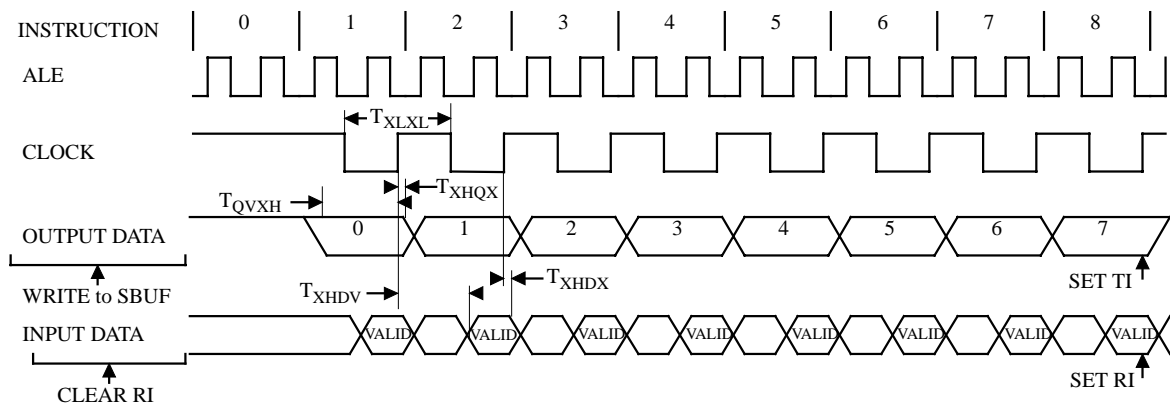 INSTRUCTION 0 1 2 3 4 5 6 7 8
ALE
TXLXL
CLOCK
TXHQX
TQVXH
OUTPUT DATA 0 1 2 3 4 5 6 7
WRITE to SBUF
SET TI
TXHDV
TXHDX
INPUT DATA VALID VALID VALID VALID VALID VALID VALID VALID
CLEAR RI
SET RI